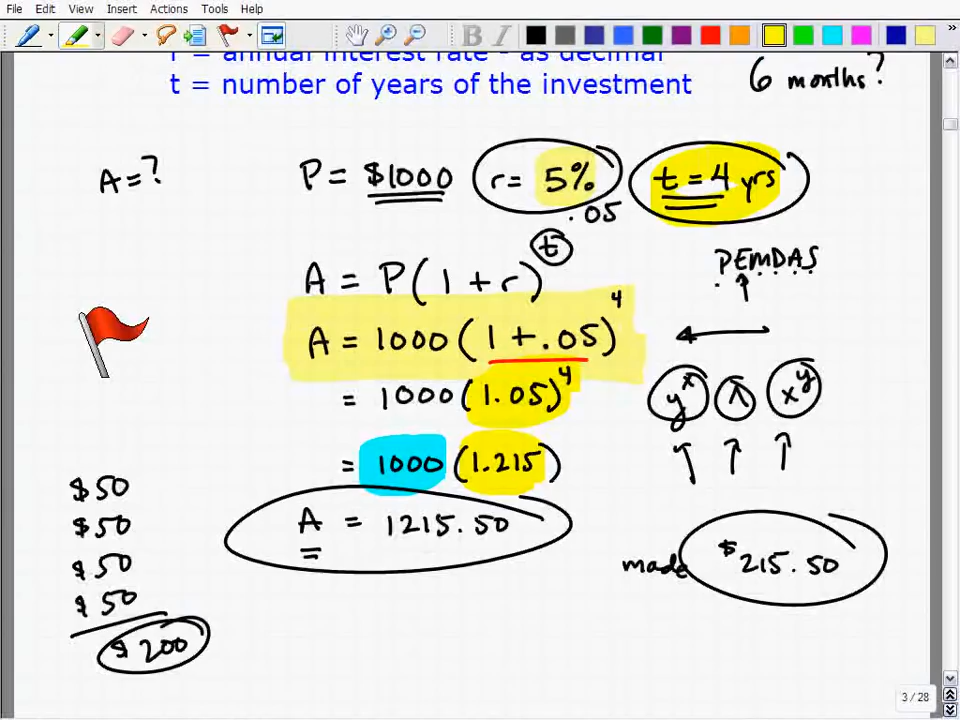 File Edit View Insert Actions Tools Help
r = annual interest rate - as decimal
t = number of years of the investment
6 months?
A = ?
P = $1000
r = 5%
t = 4 yrs
.05
PEMDAS
A = P(1 + r)^t
A = 1000(1 + .05)^4
= 1000(1.05)^4
y^x
^
x^y
= 1000(1.215)
$50
$50
$50
$50
$200
A = 1215.50
=
made $215.50
3 / 28